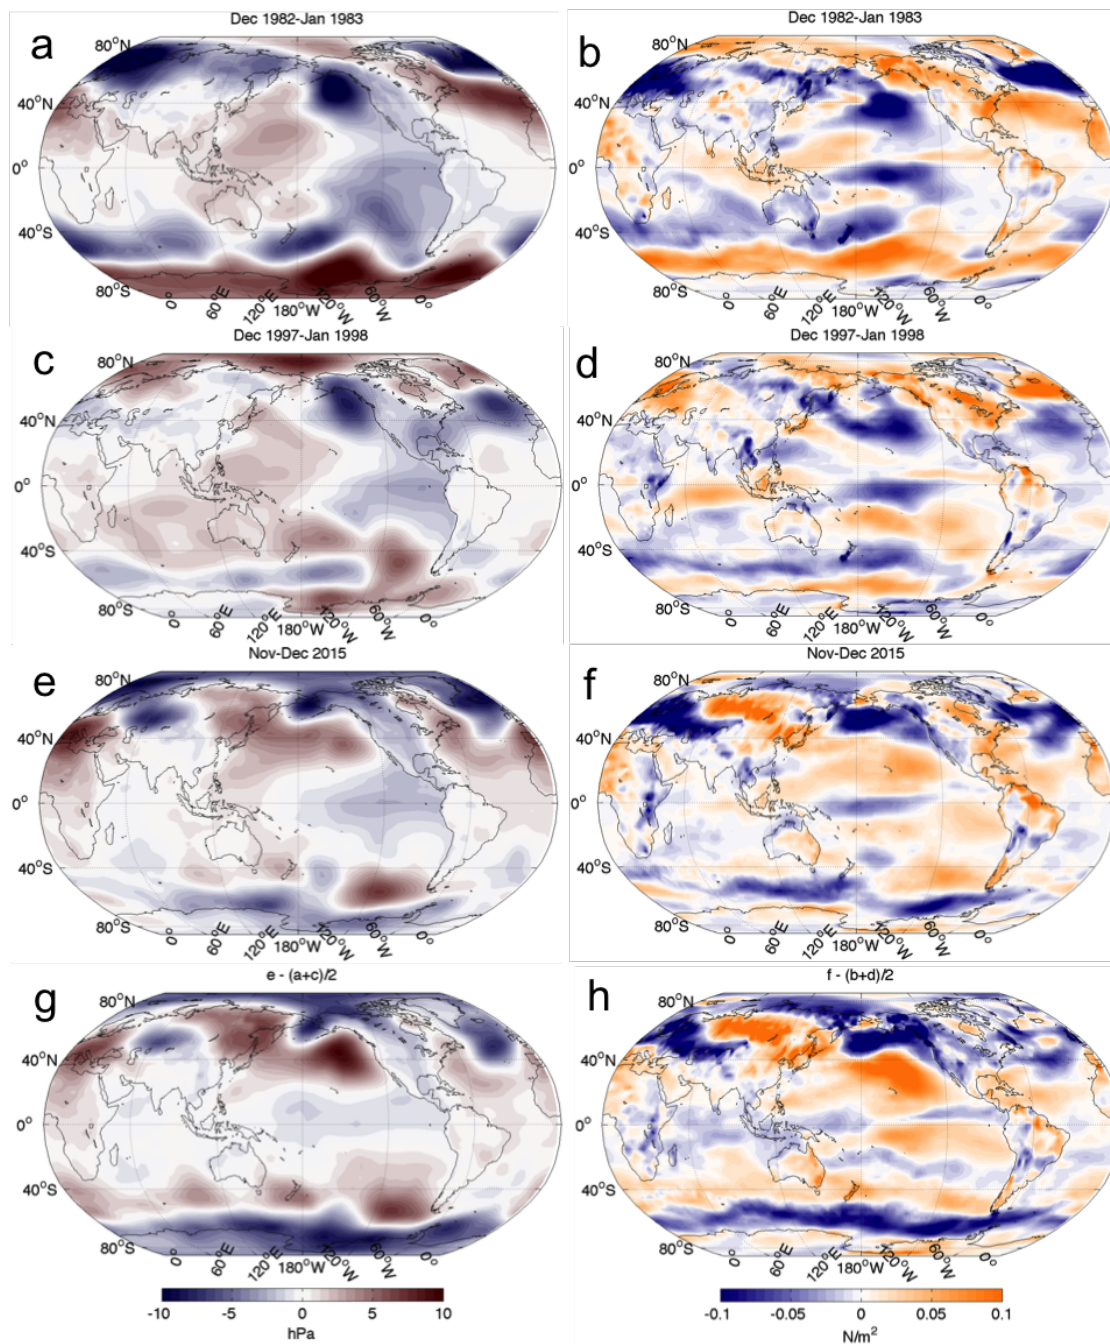 Dec 1982-Jan 1983
a
80°N
40°N
0°
40°S
80°S
0°
60°E
120°E
180°W
120°W
60°W
0°
Dec 1982-Jan 1983
b
80°N
40°N
0°
40°S
80°S
0°
60°E
120°E
180°W
120°W
60°W
0°
Dec 1997-Jan 1998
c
80°N
40°N
0°
40°S
80°S
0°
60°E
120°E
180°W
120°W
60°W
0°
Dec 1997-Jan 1998
d
80°N
40°N
0°
40°S
80°S
0°
60°E
120°E
180°W
120°W
60°W
0°
Nov-Dec 2015
e
80°N
40°N
0°
40°S
80°S
0°
60°E
120°E
180°W
120°W
60°W
0°
Nov-Dec 2015
f
80°N
40°N
0°
40°S
80°S
0°
60°E
120°E
180°W
120°W
60°W
0°
e - (a+c)/2
g
80°N
40°N
0°
40°S
80°S
0°
60°E
120°E
180°W
120°W
60°W
0°
f - (b+d)/2
h
80°N
40°N
0°
40°S
80°S
0°
60°E
120°E
180°W
120°W
60°W
0°
-10 -5 0 5 10
hPa
-0.1 -0.05 0 0.05 0.1
N/m²